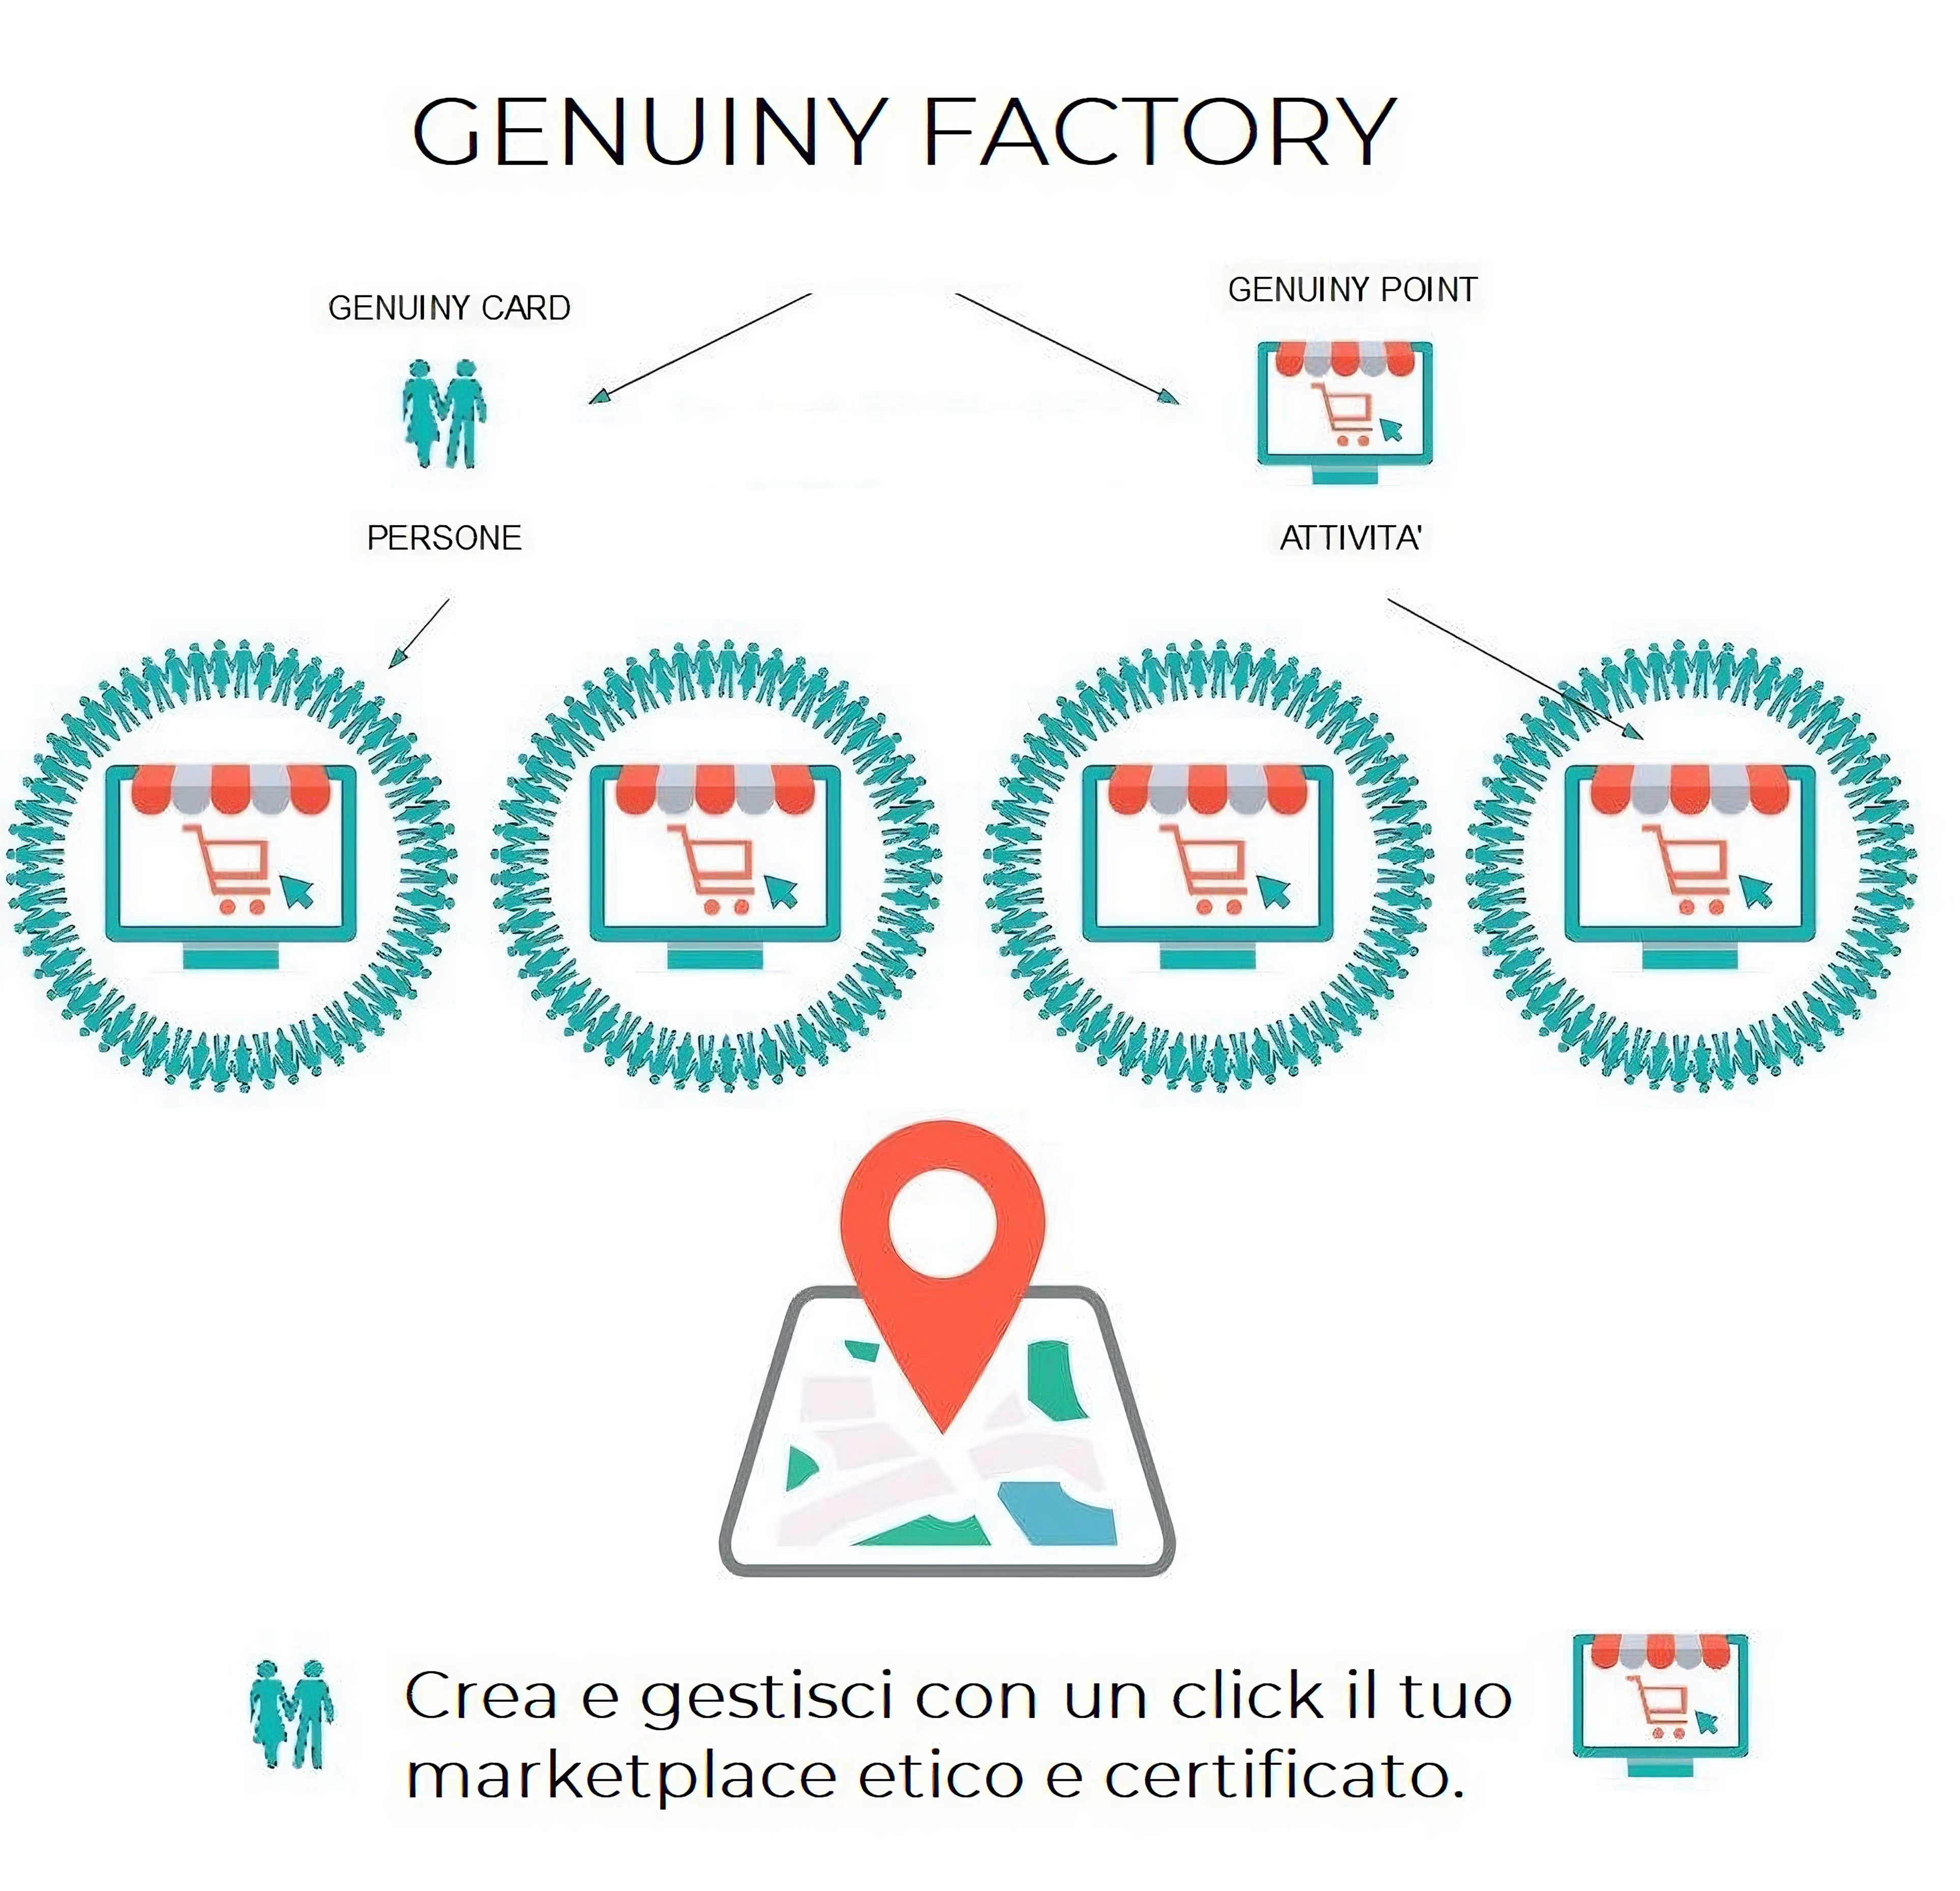 GENUINY FACTORY
GENUINY CARD
GENUINY POINT
PERSONE
ATTIVITA'
Crea e gestisci con un click il tuo
marketplace etico e certificato.